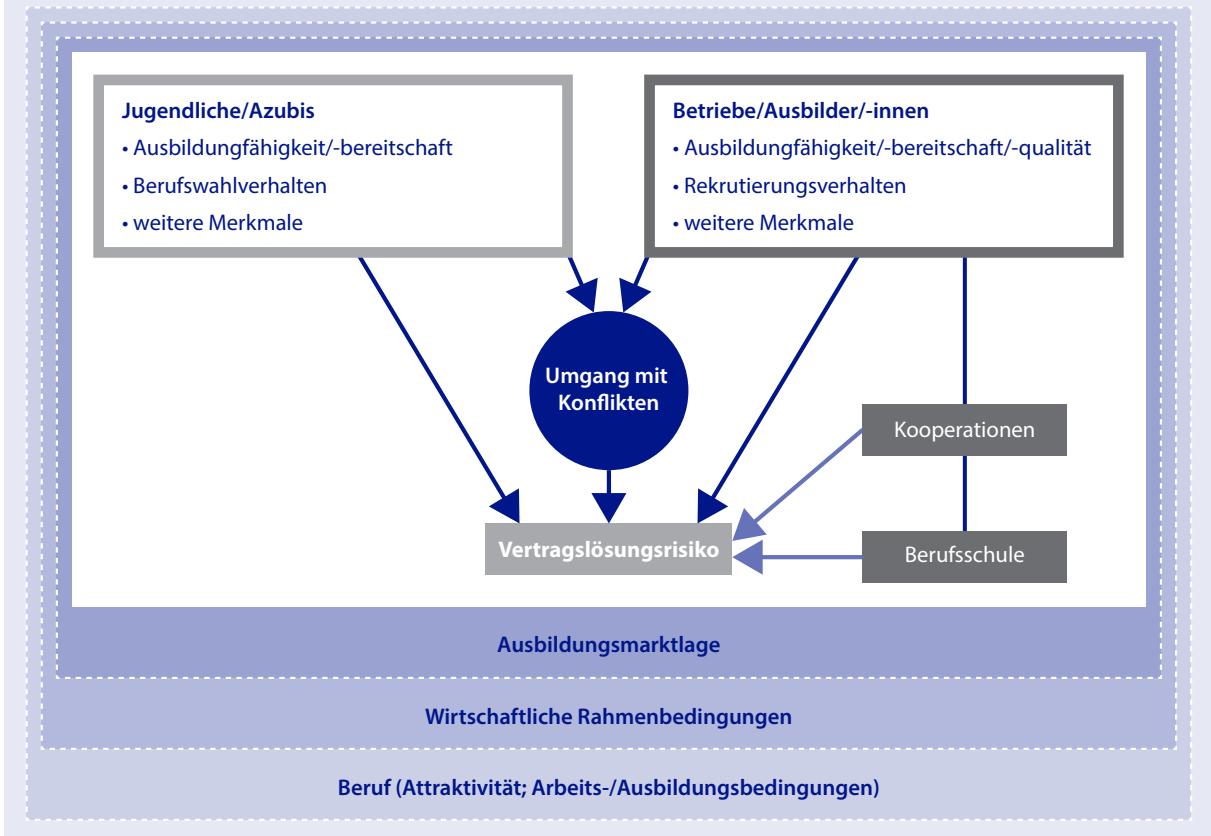 Jugendliche/Azubis
• Ausbildungfähigkeit/-bereitschaft
• Berufswahlverhalten
• weitere Merkmale
Betriebe/Ausbilder/-innen
• Ausbildungfähigkeit/-bereitschaft/-qualität
• Rekrutierungsverhalten
• weitere Merkmale
Umgang mit
Konflikten
Kooperationen
Vertragslösungsrisiko
Berufsschule
Ausbildungsmarktlage
Wirtschaftliche Rahmenbedingungen
Beruf (Attraktivität; Arbeits-/Ausbildungsbedingungen)